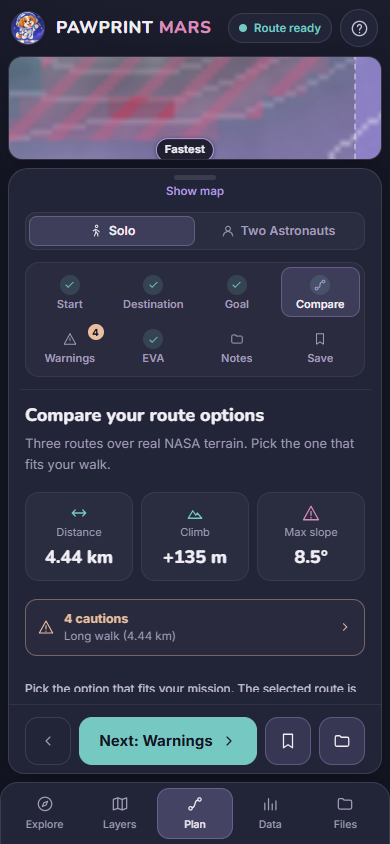 PAWPRINT MARS
Route ready
Fastest
Show map
Solo
Two Astronauts
Start
Destination
Goal
Compare
4
Warnings
EVA
Notes
Save
Compare your route options
Three routes over real NASA terrain. Pick the one that
fits your walk.
Distance
4.44 km
Climb
+135 m
Max slope
8.5°
4 cautions
Long walk (4.44 km)
Pick the option that fits your mission. The selected route is
Next: Warnings
Explore
Layers
Plan
Data
Files